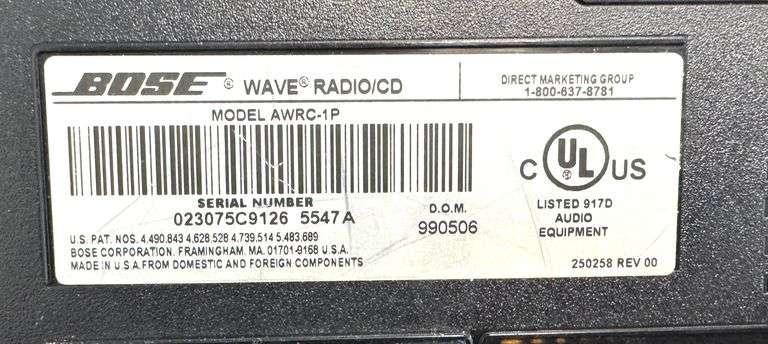 BOSE ® WAVE® RADIO/CD
DIRECT MARKETING GROUP
1-800-637-8781
MODEL AWRC-1P
SERIAL NUMBER
023075C9126 5547A
D.O.M.
990506
U.S. PAT. NOS. 4.490.843 4.628.528 4.739.514 5.483.689
BOSE CORPORATION. FRAMINGHAM, MA. 01701-9168 U.S.A.
MADE IN U.S.A. FROM DOMESTIC AND FOREIGN COMPONENTS
C UL ® US
LISTED 917D
AUDIO
EQUIPMENT
250258 REV 00